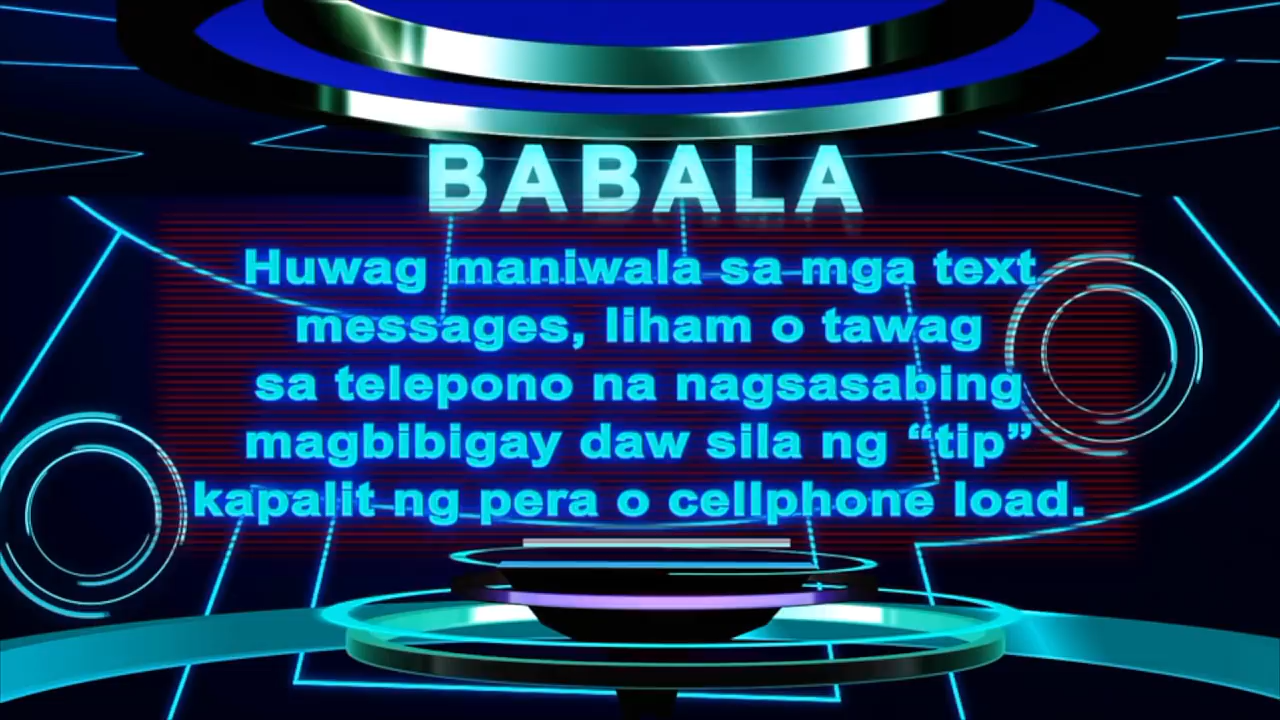 BABALA
Huwag maniwala sa mga text
messages, liham o tawag
sa telepono na nagsasabing
magbibigay daw sila ng “tip”
kapalit ng pera o cellphone load.